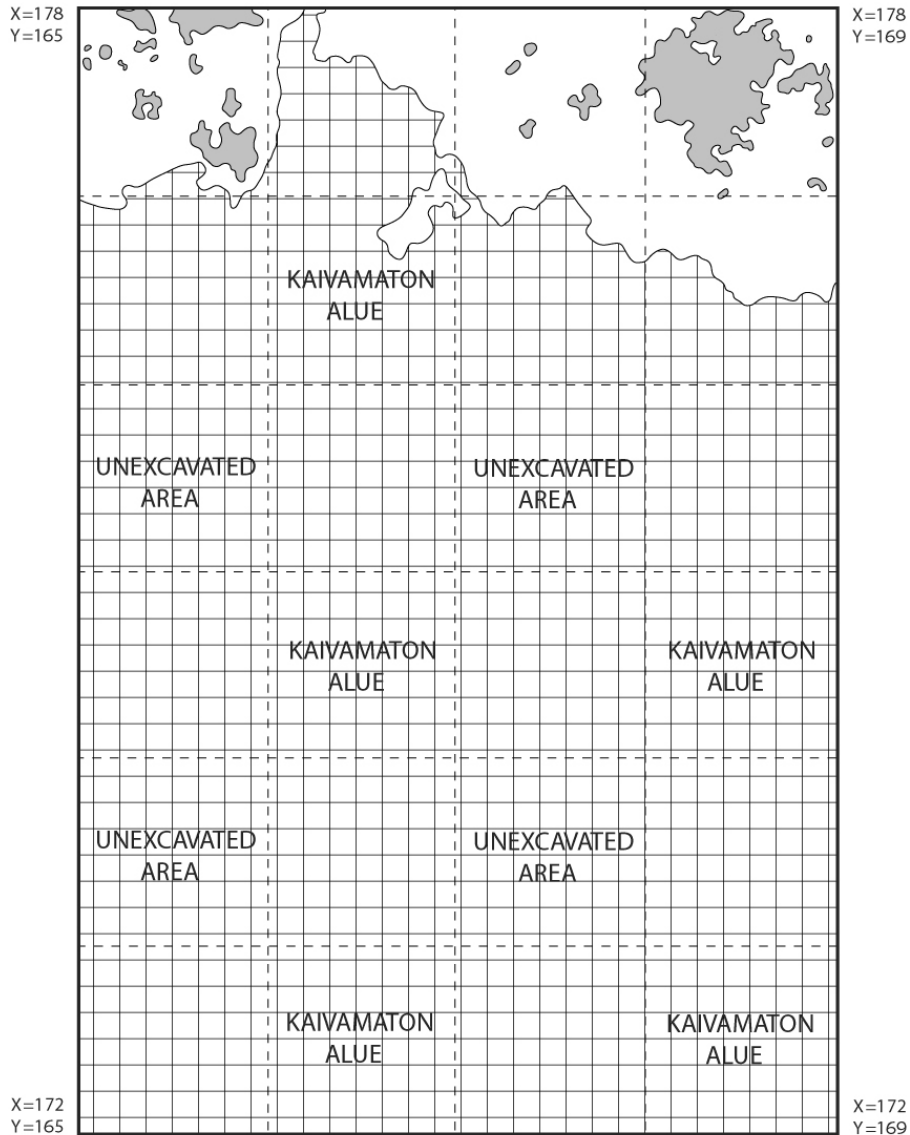 X=178
Y=165
X=178
Y=169
KAIVAMATON
ALUE
UNEXCAVATED
AREA
UNEXCAVATED
AREA
KAIVAMATON
ALUE
KAIVAMATON
ALUE
UNEXCAVATED
AREA
UNEXCAVATED
AREA
KAIVAMATON
ALUE
KAIVAMATON
ALUE
X=172
Y=165
X=172
Y=169